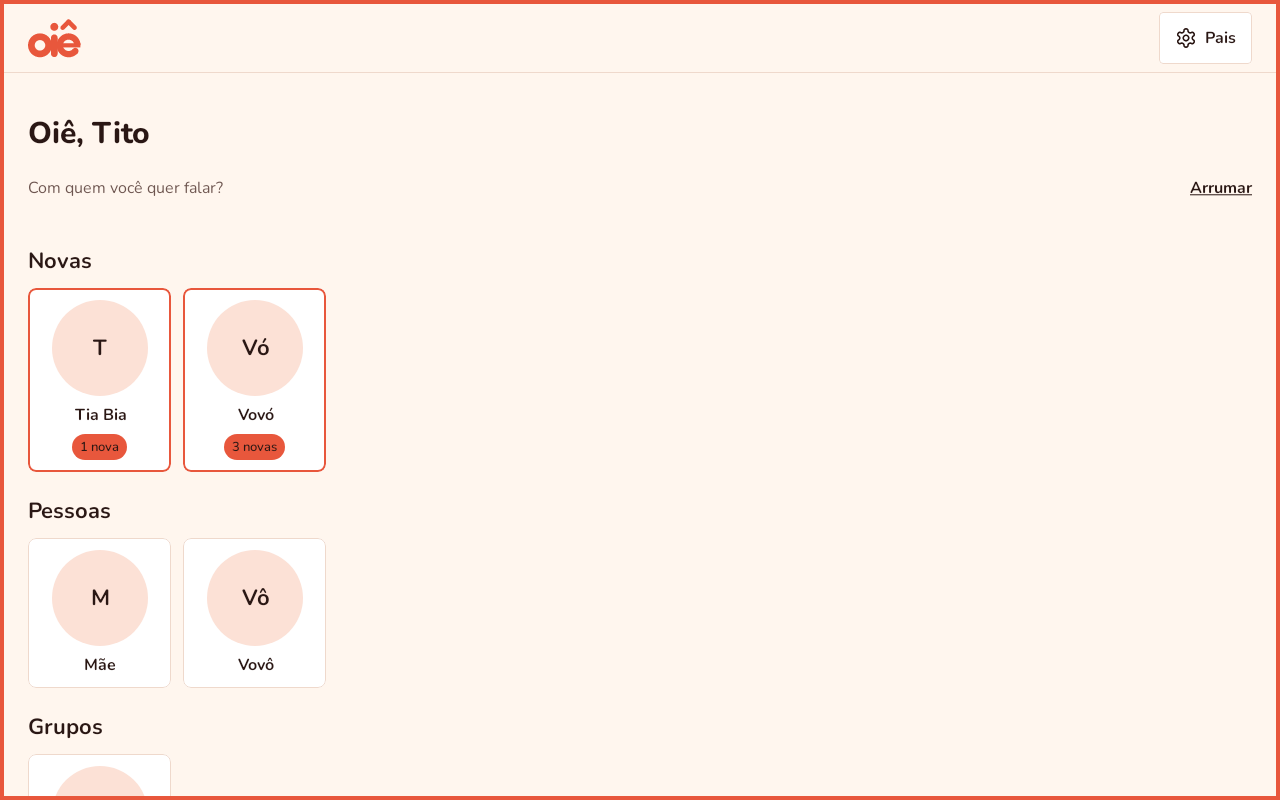 oiê
Pais
Oiê, Tito
Com quem você quer falar?
Arrumar
Novas
T
Vó
Tia Bia
Vovó
1 nova
3 novas
Pessoas
M
Vô
Mãe
Vovô
Grupos